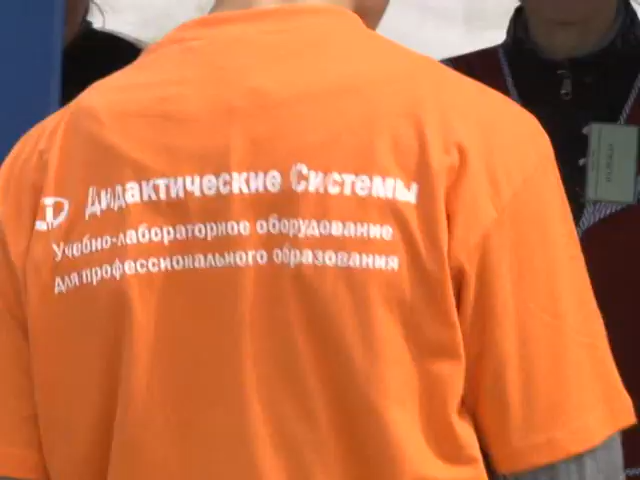 Дидактические Системы
Учебно-лабораторное оборудование
для профессионального образования